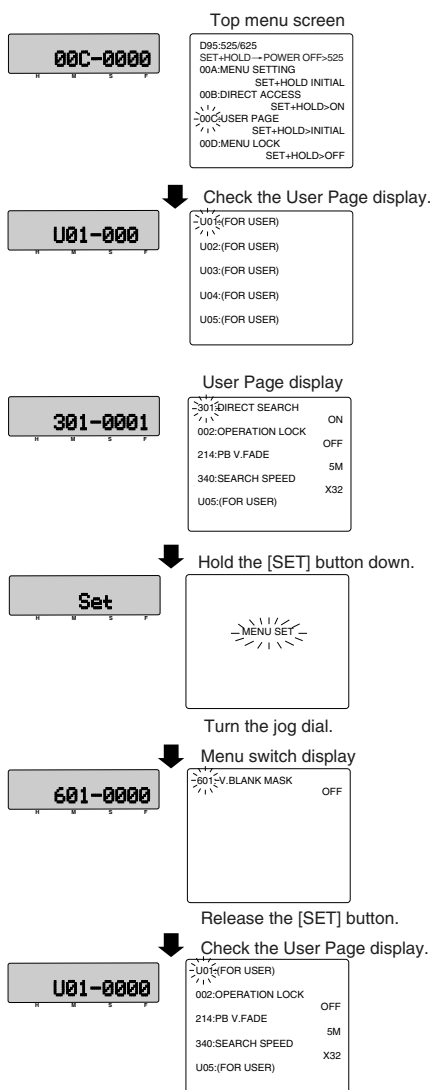 Top menu screen
00C-0000
H M S F
D95:525/625
SET+HOLD→POWER OFF>525
00A:MENU SETTING
SET+HOLD INITIAL
00B:DIRECT ACCESS
SET+HOLD>ON
00C:USER PAGE
SET+HOLD>INITIAL
00D:MENU LOCK
SET+HOLD>OFF
Check the User Page display.
U01-000
H M S F
U01:(FOR USER)
U02:(FOR USER)
U03:(FOR USER)
U04:(FOR USER)
U05:(FOR USER)
User Page display
301-0001
H M S F
301:DIRECT SEARCH
ON
002:OPERATION LOCK
OFF
214:PB V.FADE
5M
340:SEARCH SPEED
X32
U05:(FOR USER)
Hold the [SET] button down.
Set
H M S F
MENU SET
Turn the jog dial.
Menu switch display
601-0000
H M S F
601-V.BLANK MASK
OFF
Release the [SET] button.
Check the User Page display.
U01-0000
H M S F
U01:(FOR USER)
002:OPERATION LOCK
OFF
214:PB V.FADE
5M
340:SEARCH SPEED
X32
U05:(FOR USER)